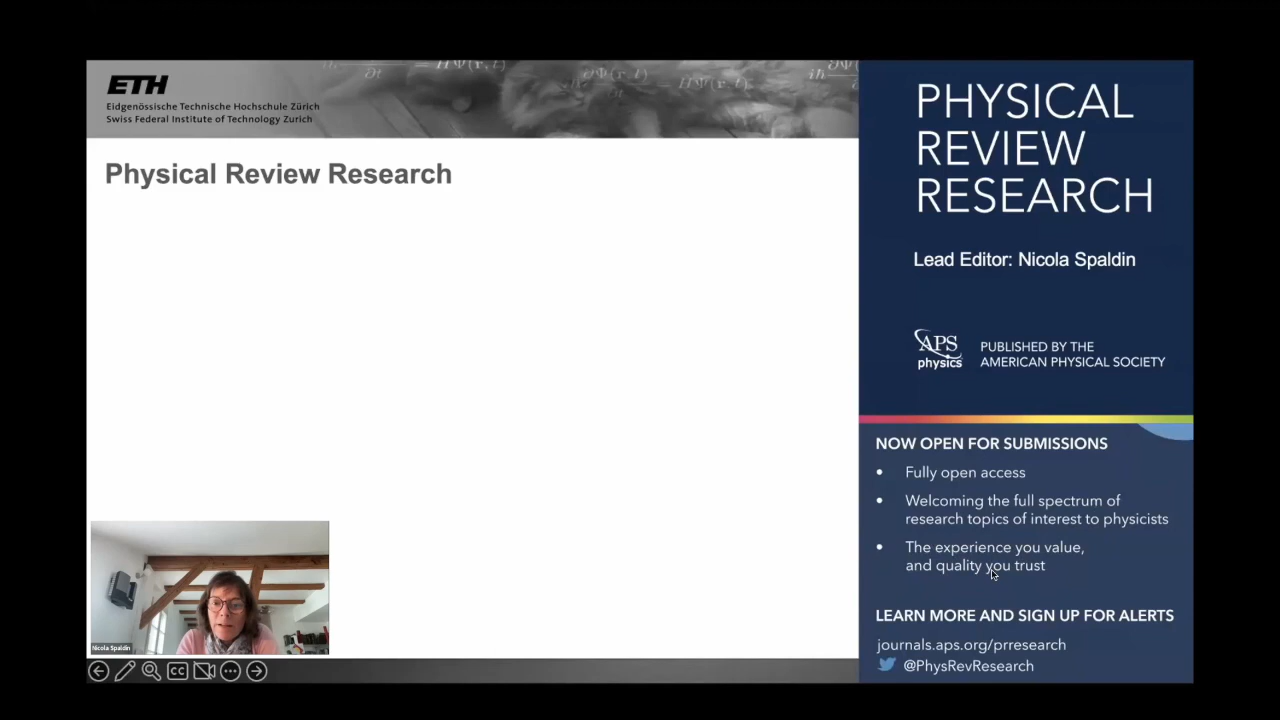 ETH
Eidgenössische Technische Hochschule Zürich
Swiss Federal Institute of Technology Zurich
Physical Review Research
Nicola Spaldin
CC
PHYSICAL
REVIEW
RESEARCH
Lead Editor: Nicola Spaldin
APS
physics
PUBLISHED BY THE
AMERICAN PHYSICAL SOCIETY
NOW OPEN FOR SUBMISSIONS
• Fully open access
• Welcoming the full spectrum of
research topics of interest to physicists
• The experience you value,
and quality you trust
LEARN MORE AND SIGN UP FOR ALERTS
journals.aps.org/prresearch
@PhysRevResearch